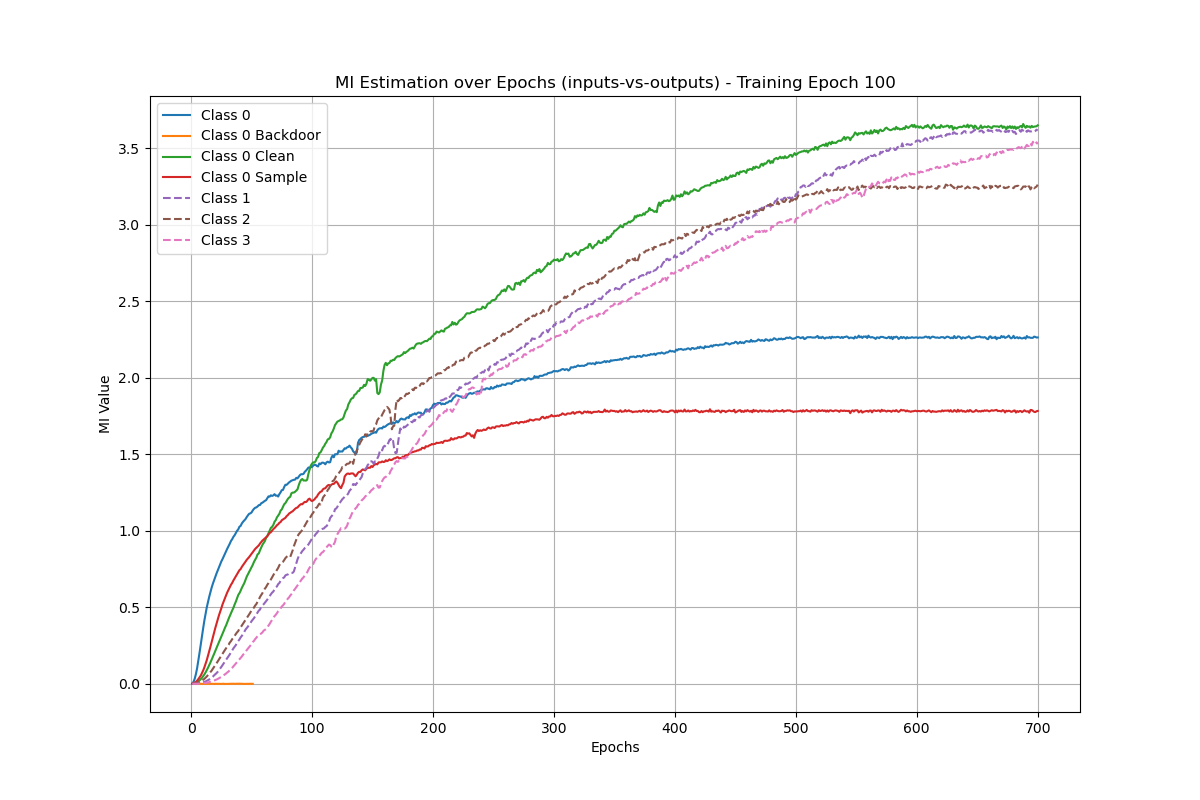 MI Estimation over Epochs (inputs-vs-outputs) - Training Epoch 100
Class 0
Class 0 Backdoor
Class 0 Clean
Class 0 Sample
Class 1
Class 2
Class 3
MI Value
3.5
3.0
2.5
2.0
1.5
1.0
0.5
0.0
0 100 200 300 400 500 600 700
Epochs